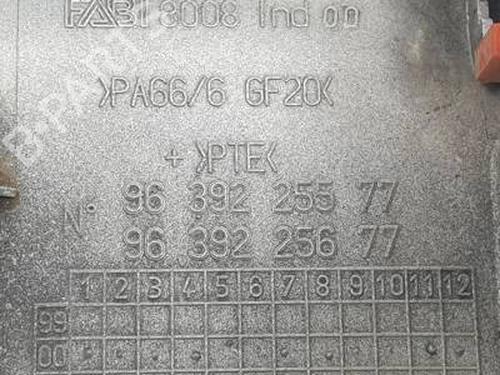 FABI 8008 Ind 00
>PA66/6 GF20<
+ >PTE<
N° 96 392 255 77
96 392 256 77
1 2 3 4 5 6 7 8 9 10 11 12
99
00